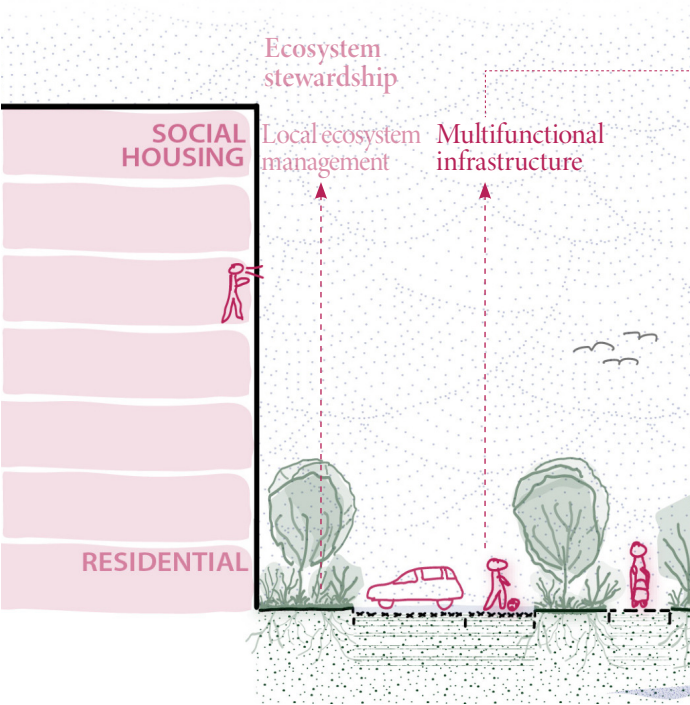 Ecosystem
stewardship
SOCIAL
HOUSING
Local ecosystem
management
Multifunctional
infrastructure
RESIDENTIAL